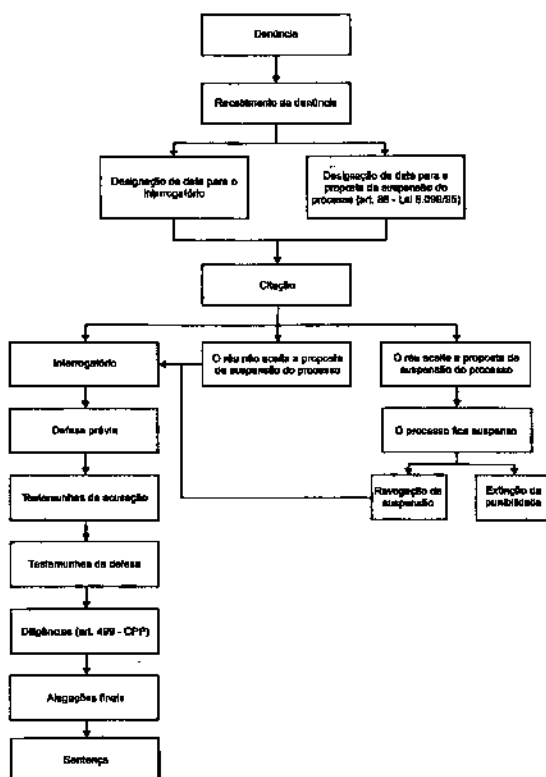 Denúncia
Recebimento da denúncia
Designação de data para o
interrogatório
Designação de data para a
proposta de suspensão do
processo (art. 89 - Lei 9.099/95)
Citação
Interrogatório
O réu não aceita a proposta
de suspensão do processo
O réu aceita a proposta de
suspensão do processo
Defesa prévia
O processo fica suspenso
Testemunhas de acusação
Revogação da
suspensão
Extinção da
punibilidade
Testemunhas de defesa
Diligências (art. 499 - CPP)
Alegações finais
Sentença